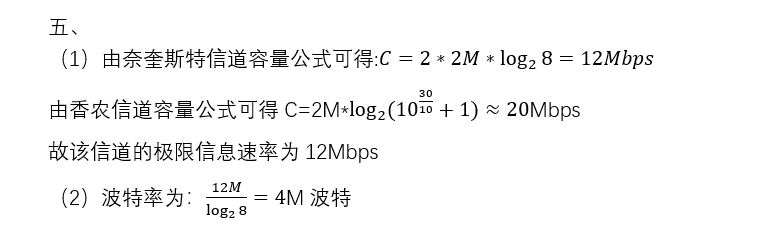 五、
（1）由奈奎斯特信道容量公式可得:C = 2 * 2M * log₂ 8 = 12Mbps
由香农信道容量公式可得 C=2M*log₂(10^(30/10) + 1) ≈ 20Mbps
故该信道的极限信息速率为 12Mbps
（2）波特率为： 12M/log₂ 8 = 4M 波特